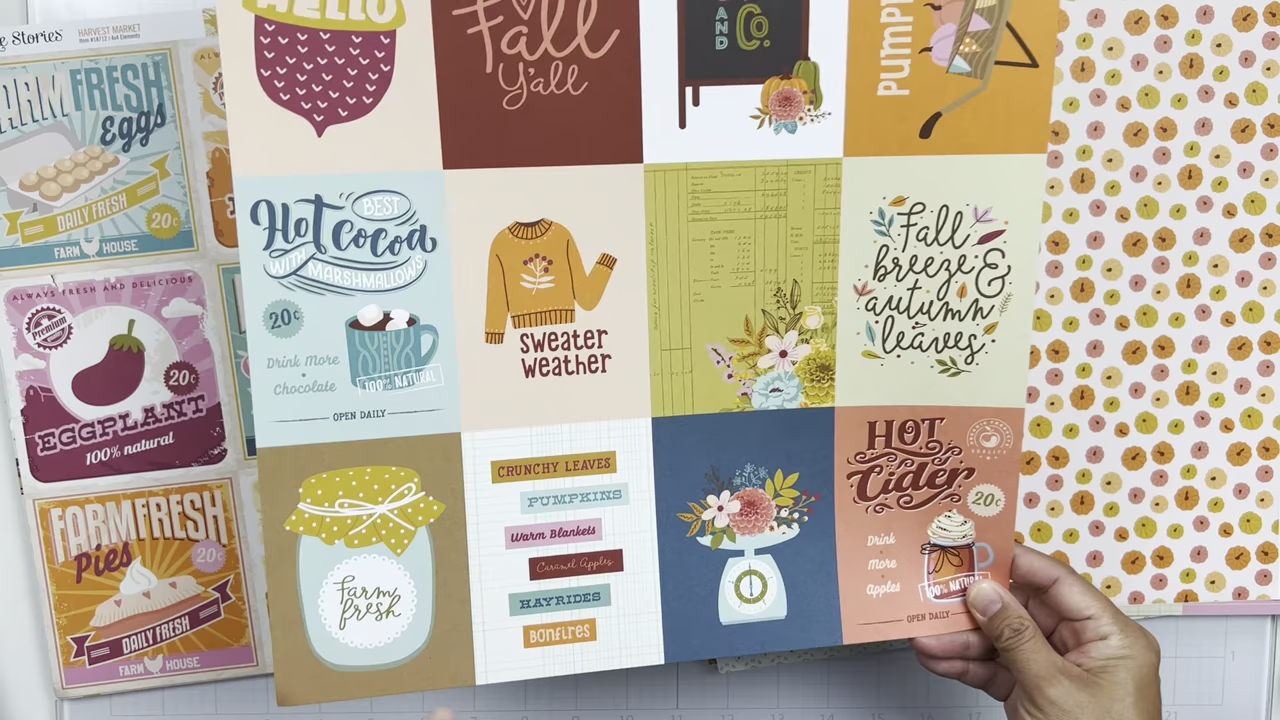 Stories
HARVEST MARKET
FARM FRESH
Eggs
DAILY FRESH
20¢
FARM HOUSE
ALWAYS FRESH AND DELICIOUS
Premium
20¢
EGGPLANT
100% natural
FARM FRESH
Pies
20¢
DAILY FRESH
FARM HOUSE
HELLO
Fall
Y'all
AND
Co.
BEST
Hot Cocoa
WITH MARSHMALLOWS
20¢
Drink More
Chocolate
100% NATURAL
OPEN DAILY
sweater
weather
Fall
breeze &
autumn
leaves
Farm
fresh
CRUNCHY LEAVES
PUMPKINS
Warm Blankets
Caramel Apples
HAYRIDES
BONFIRES
HOT
Cider
20¢
Drink
More
Apples
100% NATURAL
OPEN DAILY